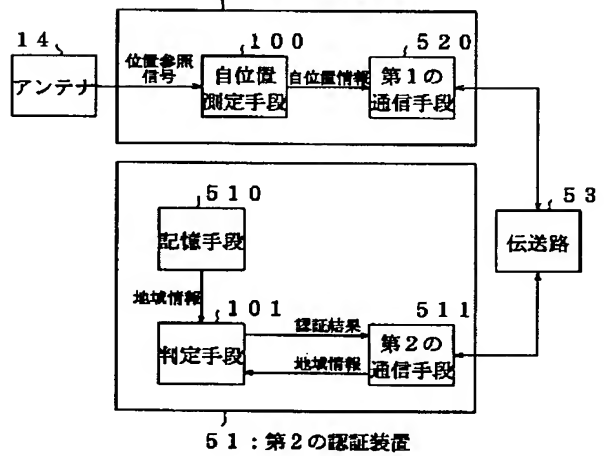 14
アンテナ
位置参照
信号
100
自位置
測定手段
自位置情報
520
第1の
通信手段
53
伝送路
510
記憶手段
地域情報
101
判定手段
認証結果
地域情報
511
第2の
通信手段
51:第2の認証装置